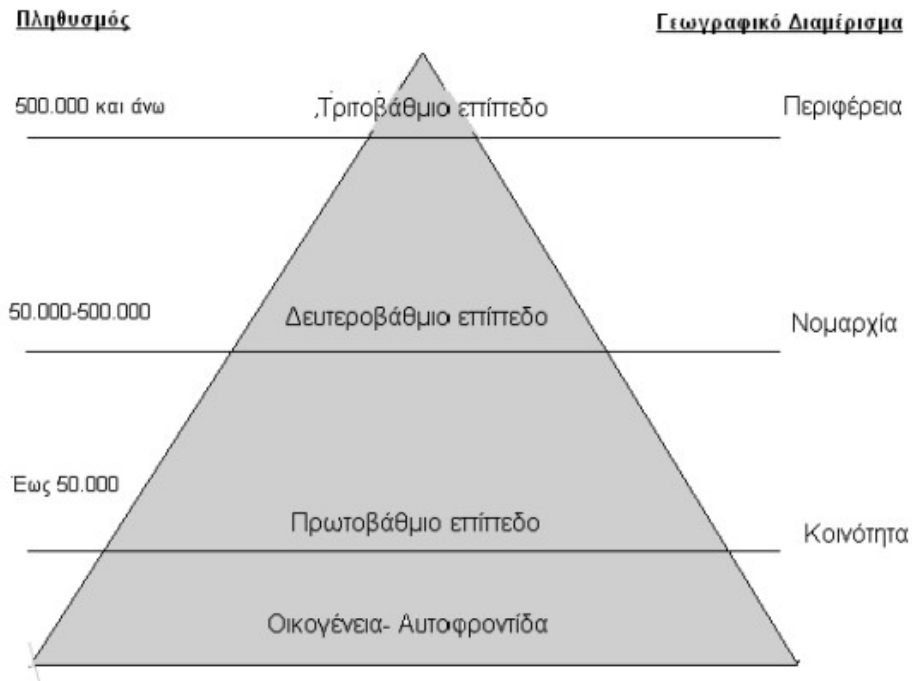 Πληθυσμός Γεωγραφικό Διαμέρισμα
500.000 και άνω Τριτοβάθμιο επίπεδο Περιφέρεια
50.000-500.000 Δευτεροβάθμιο επίπεδο Νομαρχία
Έως 50.000
Πρωτοβάθμιο επίπεδο Κοινότητα
Οικογένεια- Αυτοφροντίδα